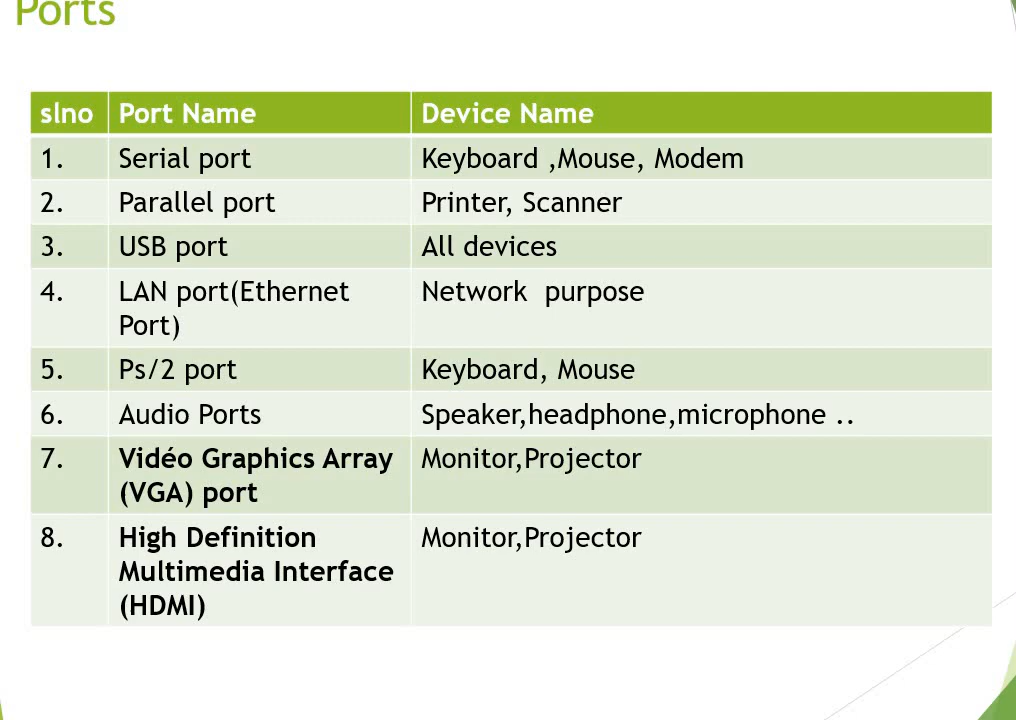 Ports
slno Port Name Device Name
1. Serial port Keyboard ,Mouse, Modem
2. Parallel port Printer, Scanner
3. USB port All devices
4. LAN port(Ethernet Network  purpose
Port)
5. Ps/2 port Keyboard, Mouse
6. Audio Ports Speaker,headphone,microphone ..
7. Vidéo Graphics Array Monitor,Projector
(VGA) port
8. High Definition Monitor,Projector
Multimedia Interface
(HDMI)